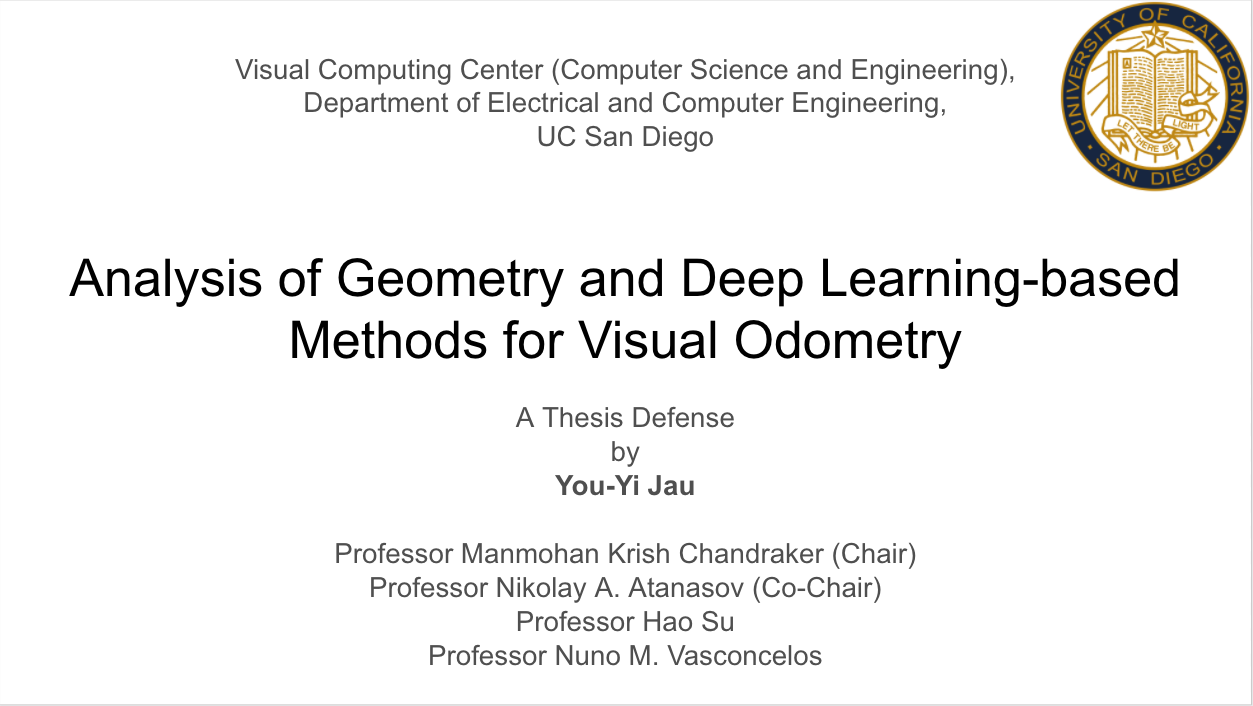 Visual Computing Center (Computer Science and Engineering),
Department of Electrical and Computer Engineering,
UC San Diego
UNIVERSITY OF CALIFORNIA
SAN DIEGO
LET THERE BE LIGHT
Analysis of Geometry and Deep Learning-based
Methods for Visual Odometry
A Thesis Defense
by
You-Yi Jau
Professor Manmohan Krish Chandraker (Chair)
Professor Nikolay A. Atanasov (Co-Chair)
Professor Hao Su
Professor Nuno M. Vasconcelos